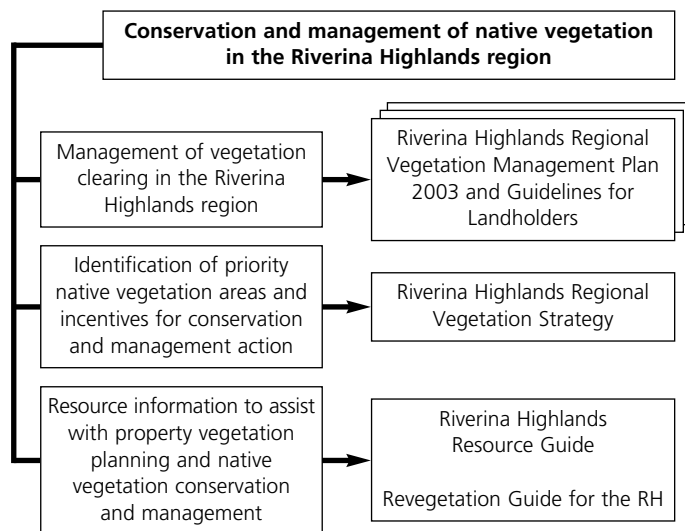 Conservation and management of native vegetation
in the Riverina Highlands region
Management of vegetation
clearing in the Riverina
Highlands region
Riverina Highlands Regional
Vegetation Management Plan
2003 and Guidelines for
Landholders
Identification of priority
native vegetation areas and
incentives for conservation
and management action
Riverina Highlands Regional
Vegetation Strategy
Resource information to assist
with property vegetation
planning and native
vegetation conservation
and management
Riverina Highlands
Resource Guide
Revegetation Guide for the RH